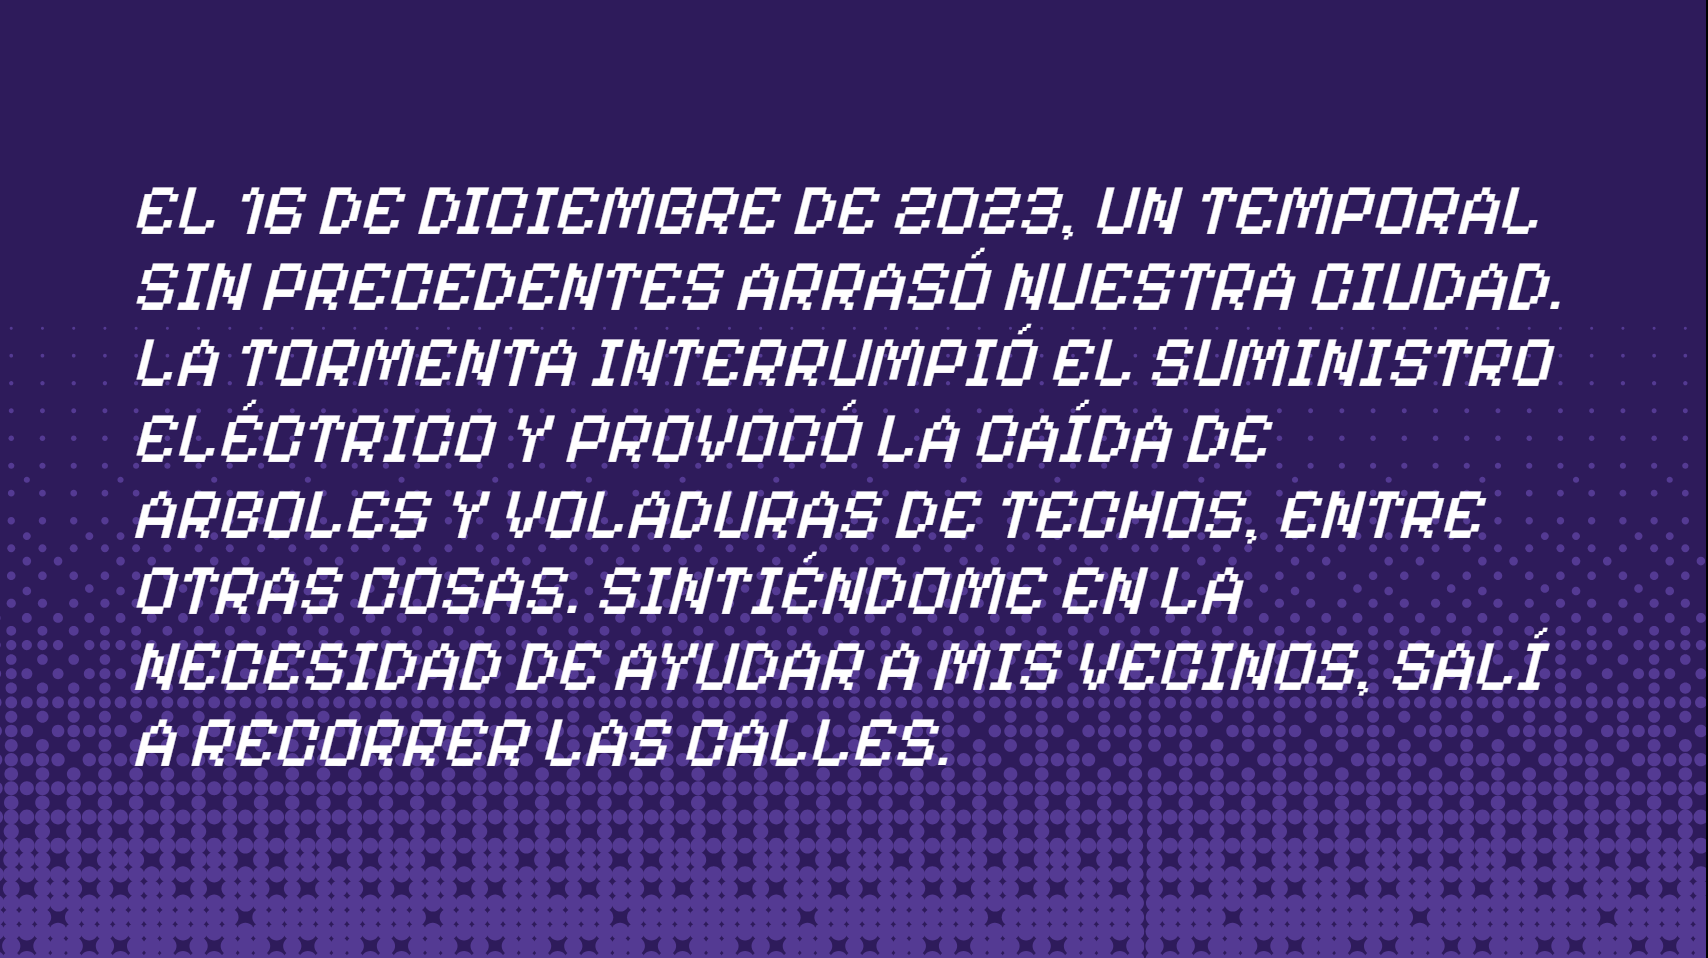 EL 16 DE DICIEMBRE DE 2023, UN TEMPORAL
SIN PRECEDENTES ARRASÓ NUESTRA CIUDAD.
LA TORMENTA INTERRUMPIÓ EL SUMINISTRO
ELÉCTRICO Y PROVOCÓ LA CAÍDA DE
ARBOLES Y VOLADURAS DE TECHOS, ENTRE
OTRAS COSAS. SINTIÉNDOME EN LA
NECESIDAD DE AYUDAR A MIS VECINOS, SALÍ
A RECORRER LAS CALLES.